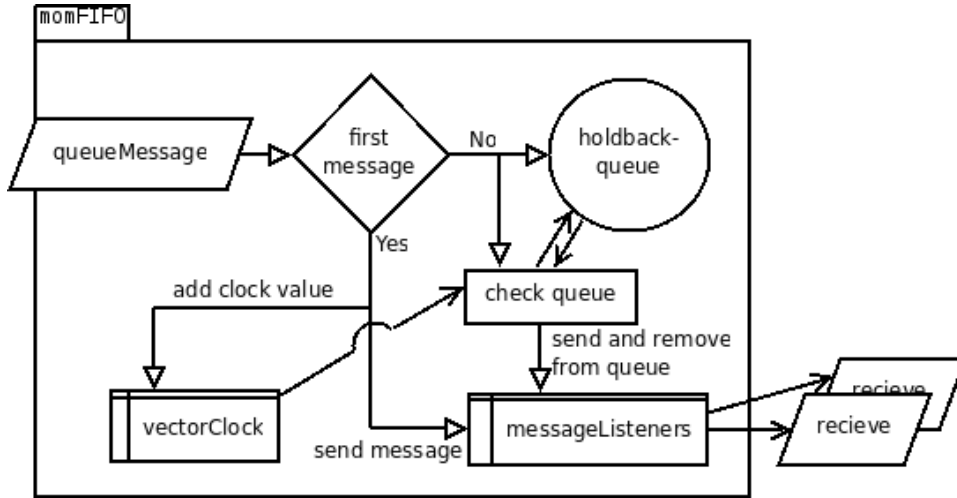 momFIFO
queueMessage
first
message
No
holdback-
queue
Yes
add clock value
check queue
send and remove
from queue
vectorClock
send message
messageListeners
recieve
recieve